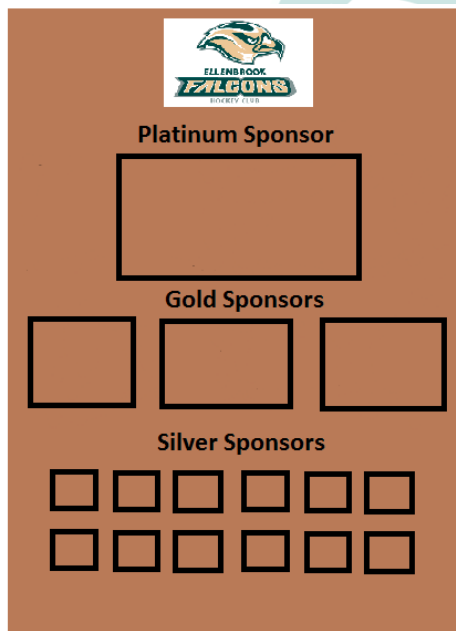 ELLENBROOK
FALCONS
HOCKEY CLUB
Platinum Sponsor
Gold Sponsors
Silver Sponsors